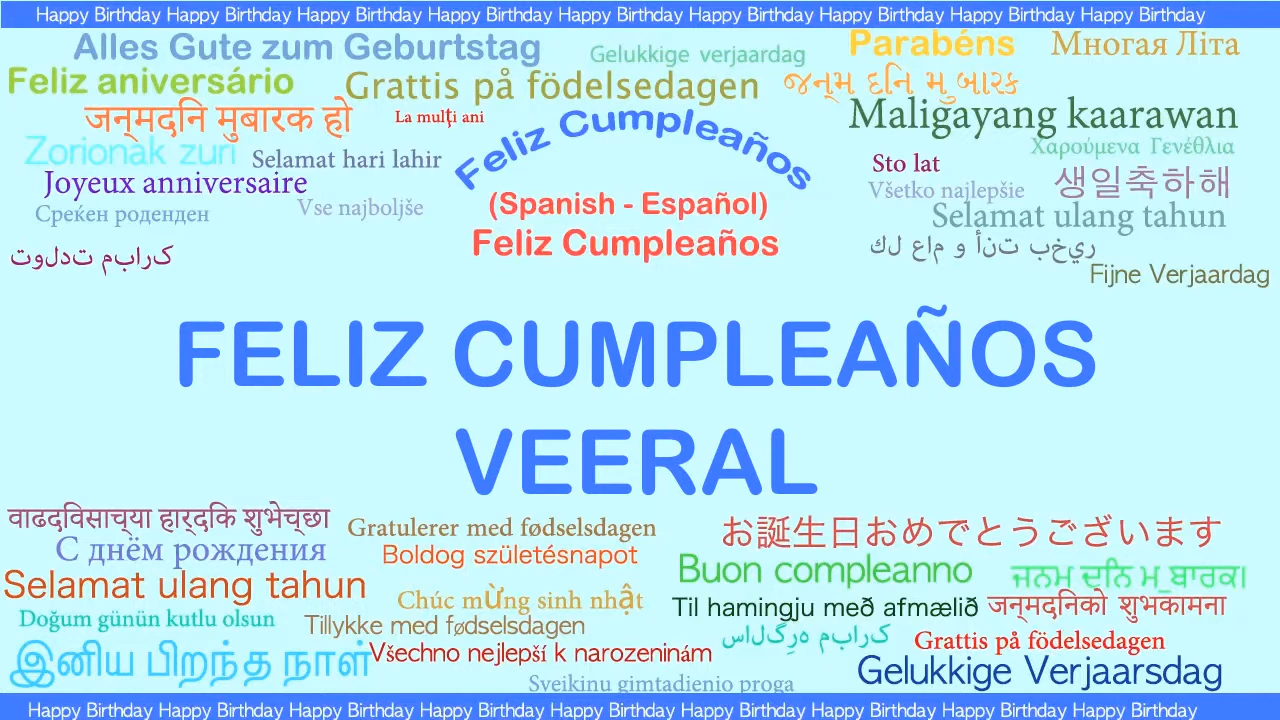 Happy Birthday Happy Birthday Happy Birthday Happy Birthday Happy Birthday Happy Birthday Happy Birthday Happy Birthday Happy Birthday
Alles Gute zum Geburtstag
Gelukkige verjaardag
Parabéns
Многая Літа
Feliz aniversário
Grattis på födelsedagen
જન્મ દિન મુબારક
जन्मदिन मुबारक हो
La mulţi ani
Feliz Cumpleaños
Maligayang kaarawan
Zorionak zuri
Selamat hari lahir
Sto lat
Χαρούμενα Γενέθλια
Joyeux anniversaire
Vse najboljše
(Spanish - Español)
Všetko najlepšie
생일축하해
Среќен роденден
Feliz Cumpleaños
Selamat ulang tahun
تولدت مبارک
كل عام و أنت بخير
Fijne Verjaardag
FELIZ CUMPLEAÑOS
VEERAL
वाढदिवसाच्या हार्दिक शुभेच्छा
Gratulerer med fødselsdagen
お誕生日おめでとうございます
С днём рождения
Boldog születésnapot
Buon compleanno
ਜਨਮ ਦਿਨ ਮੁਬਾਰਕ।
Selamat ulang tahun
Chúc mừng sinh nhật
Til hamingju með afmælið
जन्मदिनको शुभकामना
Doğum günün kutlu olsun
Tillykke med fødselsdagen
سالگرہ مبارک
Grattis på födelsedagen
இனிய பிறந்த நாள்
Všechno nejlepší k narozeninám
Gelukkige Verjaarsdag
Sveikinu gimtadienio proga
Happy Birthday Happy Birthday Happy Birthday Happy Birthday Happy Birthday Happy Birthday Happy Birthday Happy Birthday Happy Birthday